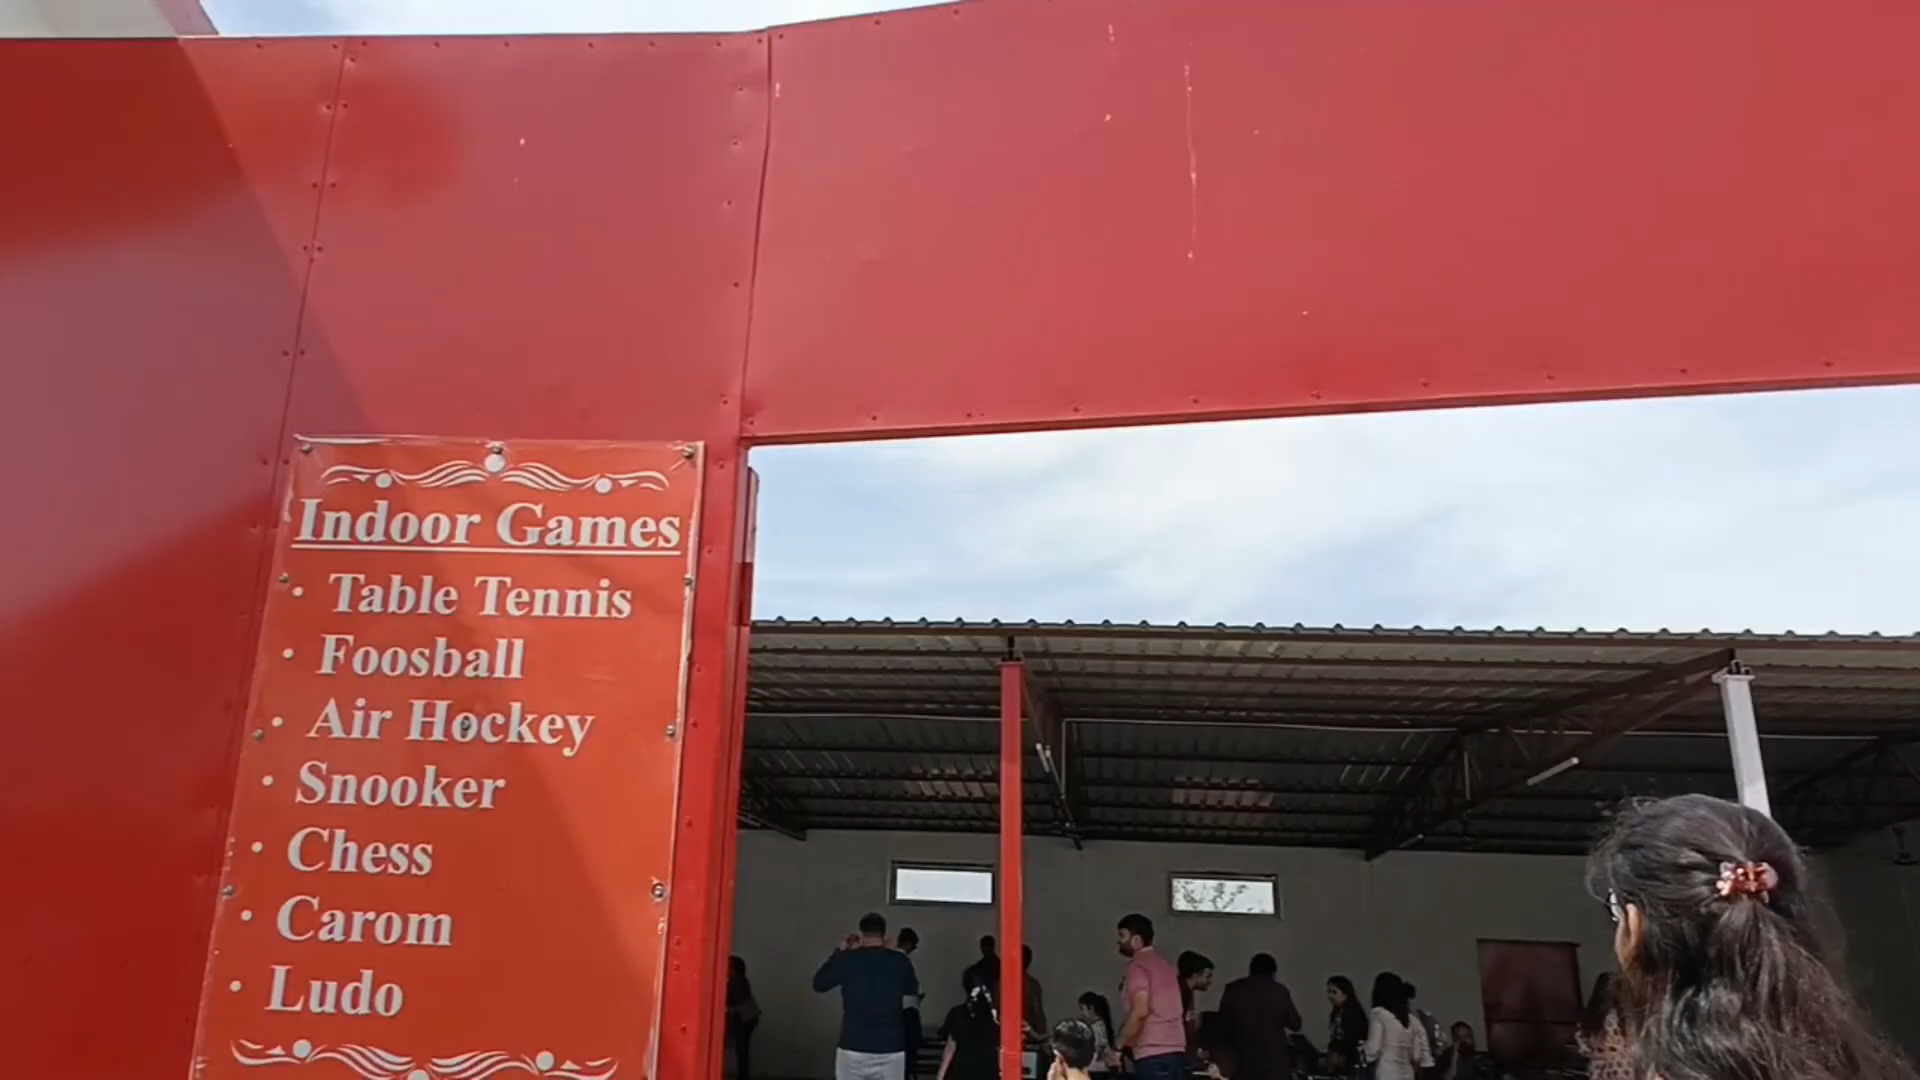 Indoor Games
• Table Tennis
• Foosball
• Air Hockey
• Snooker
• Chess
• Carom
• Ludo